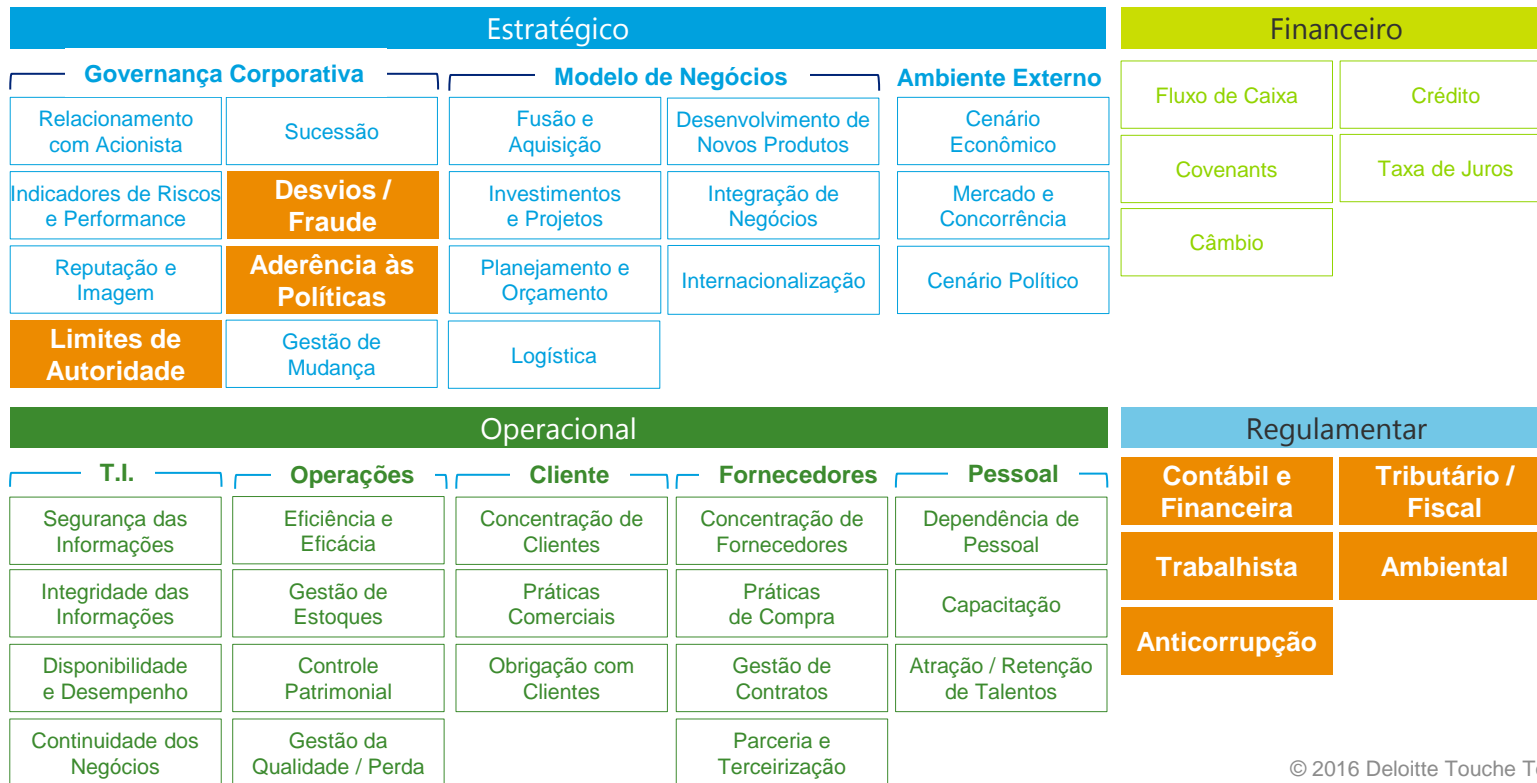 Estratégico
Governança Corporativa
Relacionamento
com Acionista
Sucessão
Indicadores de Riscos
e Performance
Desvios /
Fraude
Reputação e
Imagem
Aderência às
Políticas
Limites de
Autoridade
Gestão de
Mudança
Modelo de Negócios
Fusão e
Aquisição
Desenvolvimento de
Novos Produtos
Investimentos
e Projetos
Integração de
Negócios
Planejamento e
Orçamento
Internacionalização
Logística
Ambiente Externo
Cenário
Econômico
Mercado e
Concorrência
Cenário Político
Financeiro
Fluxo de Caixa
Crédito
Covenants
Taxa de Juros
Câmbio
Operacional
T.I.
Segurança das
Informações
Integridade das
Informações
Disponibilidade
e Desempenho
Continuidade dos
Negócios
Operações
Eficiência e
Eficácia
Gestão de
Estoques
Controle
Patrimonial
Gestão da
Qualidade / Perda
Cliente
Concentração de
Clientes
Práticas
Comerciais
Obrigação com
Clientes
Fornecedores
Concentração de
Fornecedores
Práticas
de Compra
Gestão de
Contratos
Parceria e
Terceirização
Pessoal
Dependência de
Pessoal
Capacitação
Atração / Retenção
de Talentos
Regulamentar
Contábil e
Financeira
Tributário /
Fiscal
Trabalhista
Ambiental
Anticorrupção
© 2016 Deloitte Touche